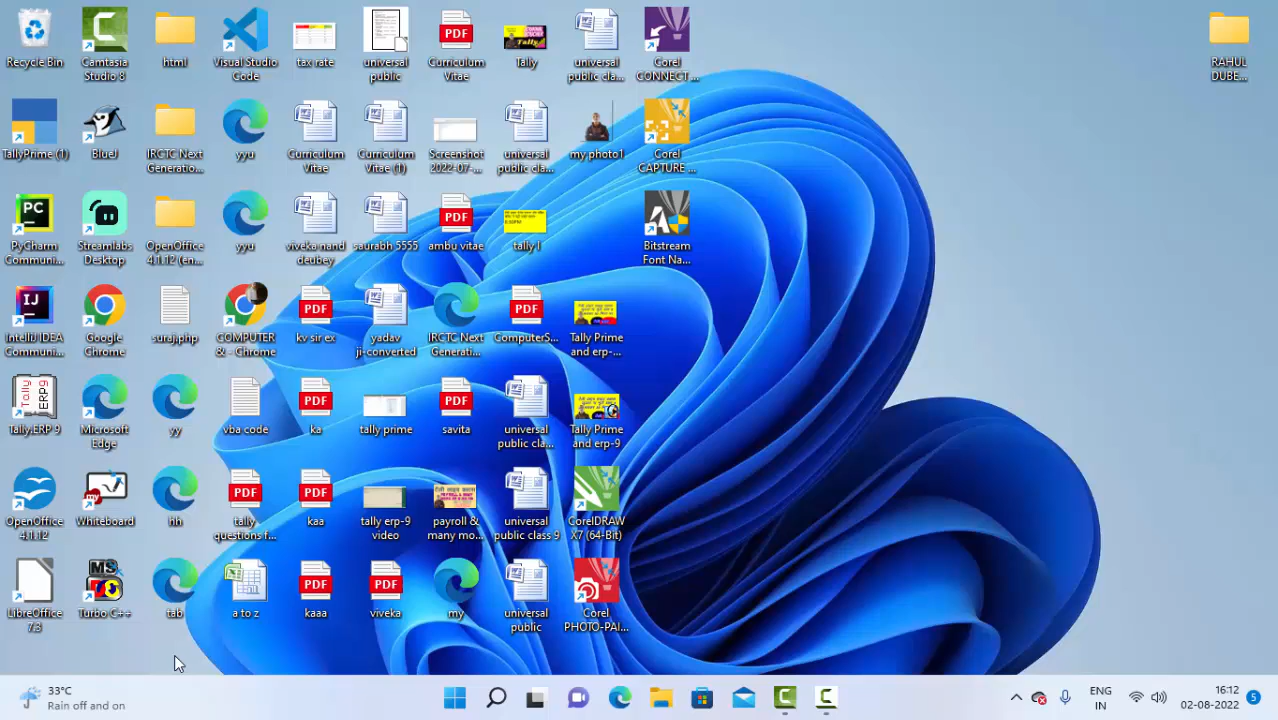 Recycle Bin
Camtasia
Studio 8
html
Visual Studio
Code
tax rate
universal
public
Curriculum
Vitae
Tally
universal
public cla...
Corel
CONNECT ...
RAHUL
DUBE...
TallyPrime (1)
BlueJ
IRCTC Next
Generatio...
yyu
Curriculum
Vitae
Curriculum
Vitae (1)
Screenshot
2022-07-...
universal
public cla...
my photo1
Corel
CAPTURE ...
PyCharm
Communi...
Streamlabs
Desktop
OpenOffice
4.1.12 (en...
yyu
viveka nand
deubey
saurabh 5555
ambu vitae
tally l
Bitstream
Font Na...
IntelliJ IDEA
Communi...
Google
Chrome
suraj.php
COMPUTER
& - Chrome
kv sir ex
yadav
ji-converted
IRCTC Next
Generati...
ComputerS...
Tally Prime
and erp-...
Tally.ERP 9
Microsoft
Edge
yy
vba code
ka
tally prime
savita
universal
public cla...
Tally Prime
and erp-9
OpenOffice
4.1.12
Whiteboard
hh
tally
questions f...
kaa
tally erp-9
video
payroll &
many mo...
universal
public class 9
CorelDRAW
X7 (64-Bit)
LibreOffice
7.3
Turbo C++
tab
a to z
kaaa
viveka
my
universal
public
Corel
PHOTO-PAI...
33°C
Rain off and on
ENG
IN
16:12
02-08-2022
5